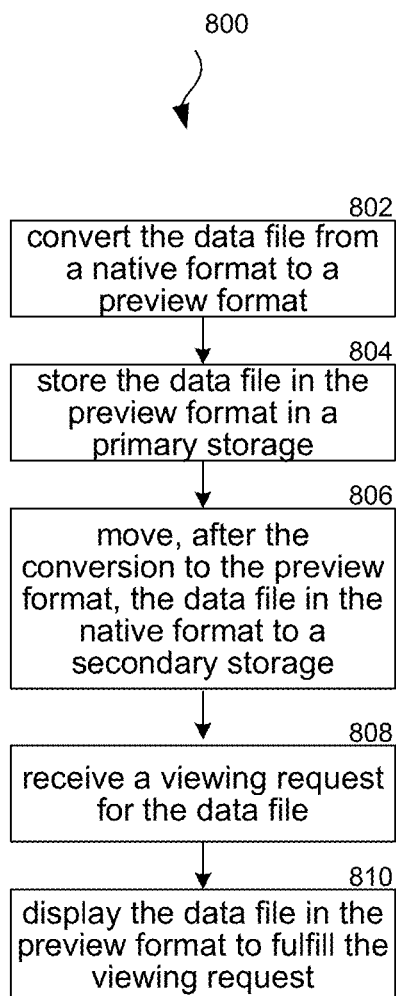 800
802
convert the data file from
a native format to a
preview format
804
store the data file in the
preview format in a
primary storage
806
move, after the
conversion to the preview
format, the data file in the
native format to a
secondary storage
808
receive a viewing request
for the data file
810
display the data file in the
preview format to fulfill the
viewing request